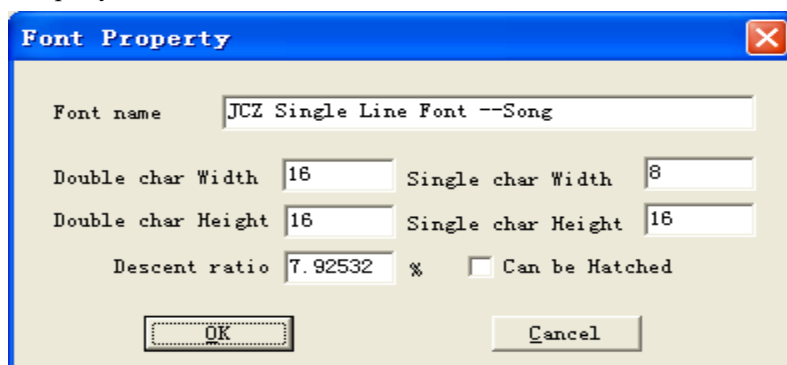 Font Property
Font name JCZ Single Line Font --Song
Double char Width 16 Single char Width 8
Double char Height 16 Single char Height 16
Descent ratio 7.92532 % Can be Hatched
OK Cancel